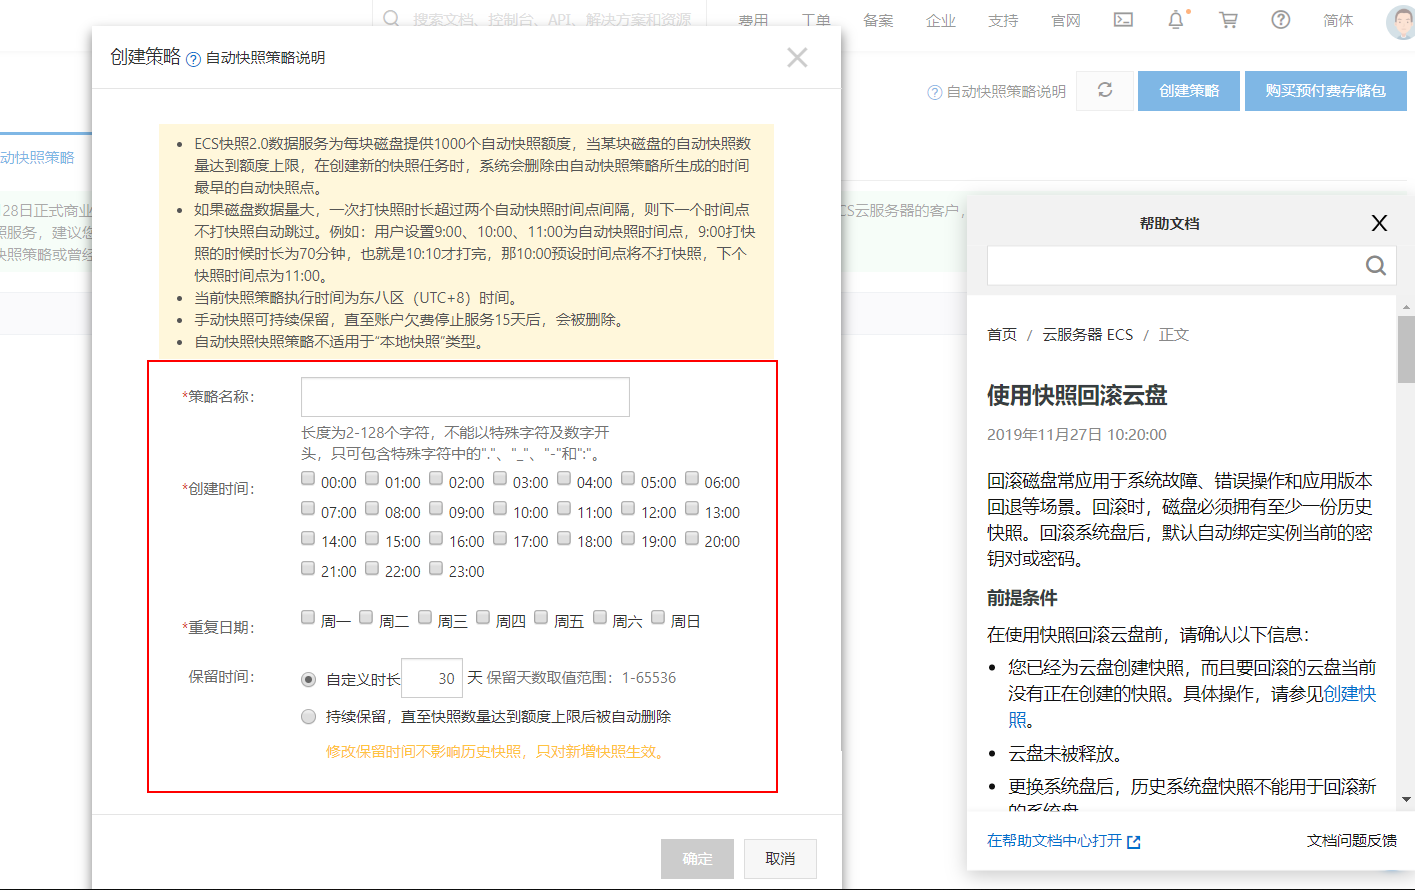 搜索文档、控制台、API、解决方案和资源
费用 工单 备案 企业 支持 官网 简体
创建策略 ? 自动快照策略说明
? 自动快照策略说明 创建策略 购买预付费存储包
动快照策略
28日正式商业
照服务，建议您
快照策略或曾经
CS云服务器的客户，
• ECS快照2.0数据服务为每块磁盘提供1000个自动快照额度，当某块磁盘的自动快照数
量达到额度上限，在创建新的快照任务时，系统会删除由自动快照策略所生成的时间
最早的自动快照点。
• 如果磁盘数据量大，一次打快照时长超过两个自动快照时间点间隔，则下一个时间点
不打快照自动跳过。例如：用户设置9:00、10:00、11:00为自动快照时间点，9:00打快
照的时候时长为70分钟，也就是10:10才打完，那10:00预设时间点将不打快照，下个
快照时间点为11:00。
• 当前快照策略执行时间为东八区（UTC+8）时间。
• 手动快照可持续保留，直至账户欠费停止服务15天后，会被删除。
• 自动快照快照策略不适用于“本地快照”类型。
*策略名称：
长度为2-128个字符，不能以特殊字符及数字开
头，只可包含特殊字符中的"."、"_"、"-"和":"。
*创建时间：
00:00 01:00 02:00 03:00 04:00 05:00 06:00
07:00 08:00 09:00 10:00 11:00 12:00 13:00
14:00 15:00 16:00 17:00 18:00 19:00 20:00
21:00 22:00 23:00
*重复日期： 周一 周二 周三 周四 周五 周六 周日
保留时间： 自定义时长 30 天 保留天数取值范围：1-65536
持续保留，直至快照数量达到额度上限后被自动删除
修改保留时间不影响历史快照，只对新增快照生效。
确定 取消
帮助文档 X
首页 / 云服务器 ECS / 正文
使用快照回滚云盘
2019年11月27日 10:20:00
回滚磁盘常应用于系统故障、错误操作和应用版本
回退等场景。回滚时，磁盘必须拥有至少一份历史
快照。回滚系统盘后，默认自动绑定实例当前的密
钥对或密码。
前提条件
在使用快照回滚云盘前，请确认以下信息：
• 您已经为云盘创建快照，而且要回滚的云盘当前
没有正在创建的快照。具体操作，请参见创建快
照。
• 云盘未被释放。
• 更换系统盘后，历史系统盘快照不能用于回滚新
的系统盘
在帮助文档中心打开 文档问题反馈